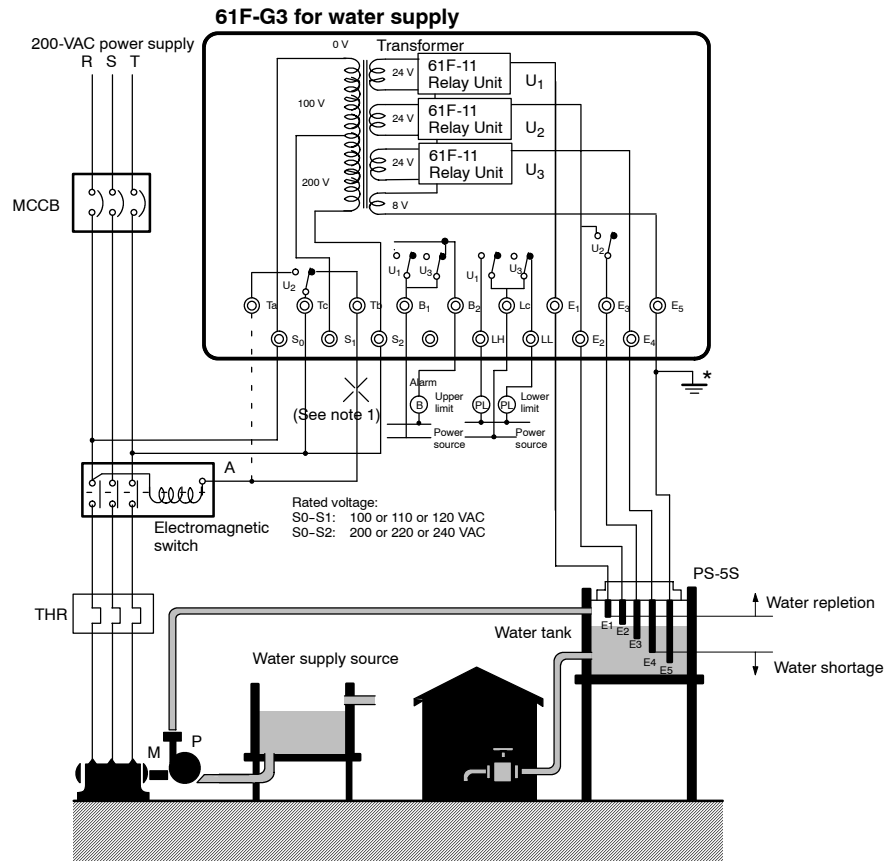 61F-G3 for water supply
200-VAC power supply
R S T
0 V
Transformer
24 V
61F-11
Relay Unit
U1
100 V
24 V
61F-11
Relay Unit
U2
24 V
61F-11
Relay Unit
U3
200 V
8 V
MCCB
U2
U1
U3
U1
U3
U2
Ta
Tc
Tb
B1
B2
Lc
E1
E3
E5
S0
S1
S2
LH
LL
E2
E4
*
(See note 1)
Alarm
B
Upper
limit
PL
PL
Lower
limit
Power
source
Power
source
A
Electromagnetic
switch
Rated voltage:
S0-S1: 100 or 110 or 120 VAC
S0-S2: 200 or 220 or 240 VAC
PS-5S
THR
Water repletion
Water tank
E1
E2
E3
E4
E5
Water shortage
Water supply source
M
P